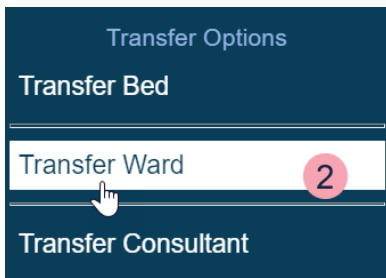 Transfer Options
Transfer Bed
Transfer Ward
2
Transfer Consultant